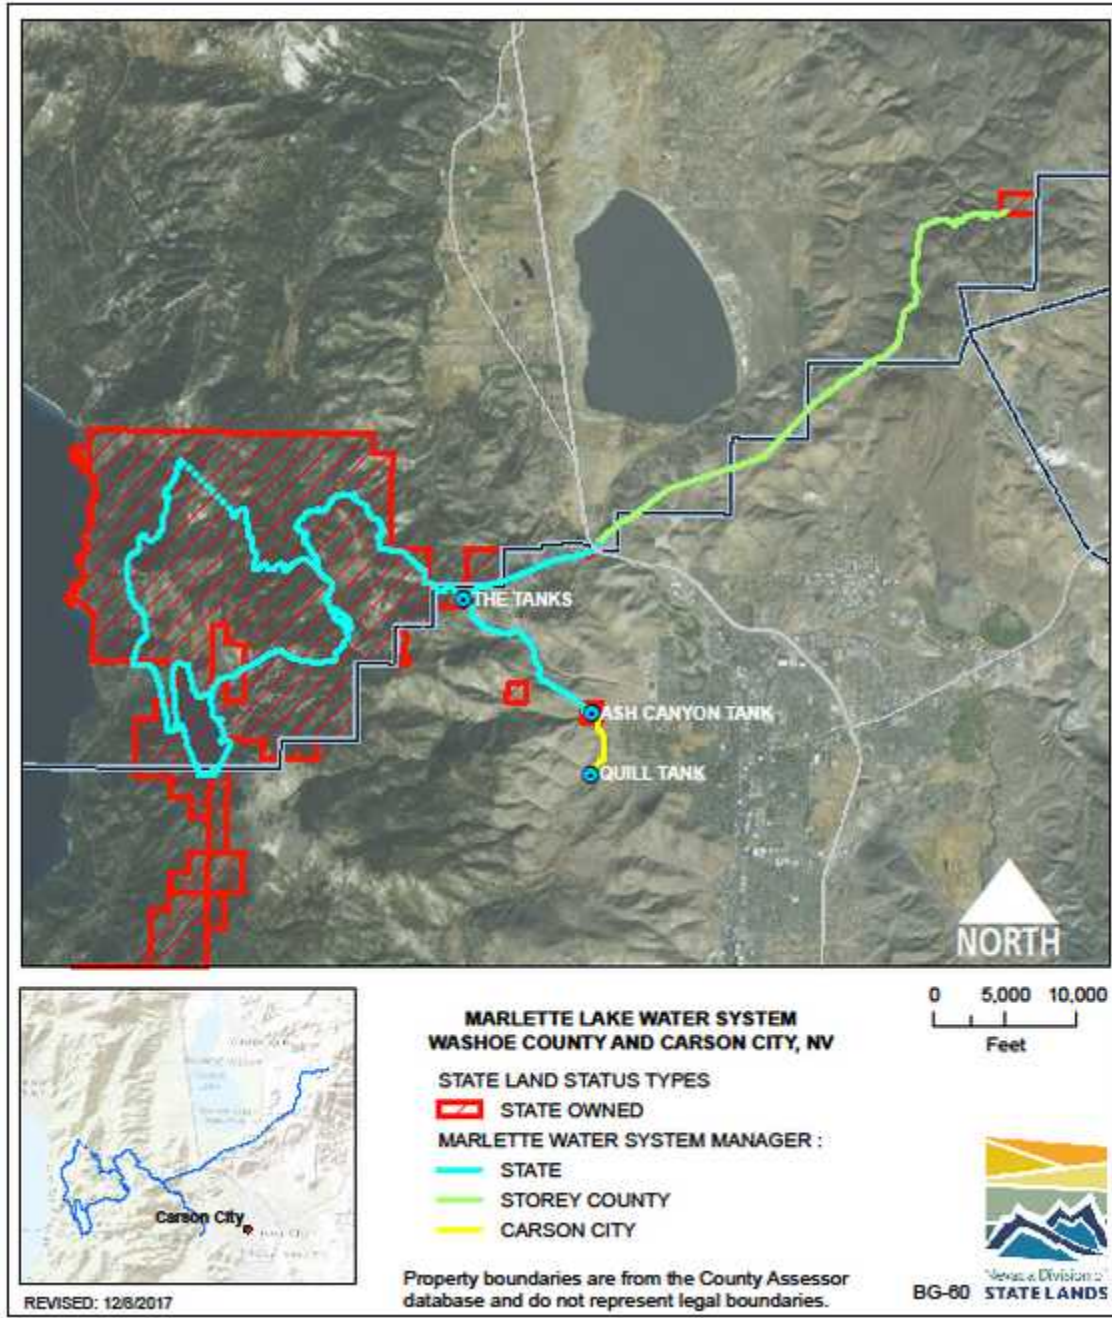 THE TANKS
ASH CANYON TANK
QUILL TANK
NORTH
0 5,000 10,000
Feet
MARLETTE LAKE WATER SYSTEM
WASHOE COUNTY AND CARSON CITY, NV
STATE LAND STATUS TYPES
STATE OWNED
MARLETTE WATER SYSTEM MANAGER :
STATE
STOREY COUNTY
CARSON CITY
Carson City
Property boundaries are from the County Assessor
database and do not represent legal boundaries.
REVISED: 12/6/2017
BG-60
Nevada Division of
STATE LANDS